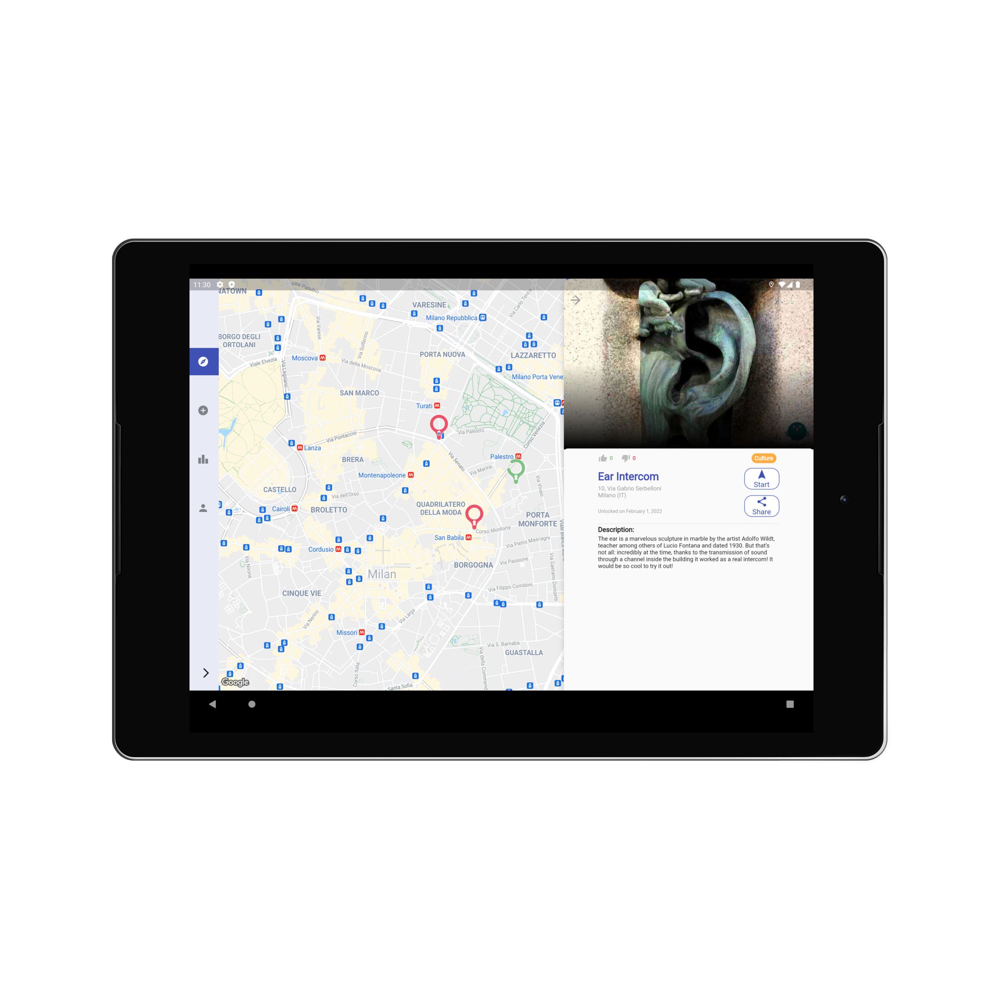 11:30
NATOWN
Viale Pasubio
VARESINE
Via Carlo Tenca
Milano Repubblica
Via Varese
BORGO DEGLI
ORTOLANI
Via Solferino
PORTA NUOVA
LAZZARETTO
Moscova
Viale Elvezia
Via della Moscova
Via Legnano
Milano Porta Vene
SAN MARCO
Turati
Via Palestro
Corso Venezia
Via Pontaccio
Lanza
BRERA
Palestro
Via Senato
Via Marina
Montenapoleone
Via Vivaio
CASTELLO
Via dell'Orso
QUADRILATERO
DELLA MODA
Cairoli
BROLETTO
PORTA
MONTEFORTE
Corso Monforte
San Babila
Via Pietro Mascagni
Cordusio
Via Nirone
Via Passione
BORGOGNA
Via Gaetano Donizetti
Milan
Via Filippo Corridoni
CINQUE VIE
Via Nerino
Via Larga
Missori
Via S. Barnaba
GUASTALLA
Via della Commend
Corso Italia
Santa Sofia
Google
0 0
Culture
Ear Intercom
Start
10, Via Gabrio Serbelloni
Milano (IT)
Share
Unlocked on February 1, 2022
Description:
The ear is a marvelous sculpture in marble by the artist Adolfo Wildt,
teacher among others of Lucio Fontana and dated 1930. But that's
not all: incredibly at the time, thanks to the transmission of sound
through a channel inside the building it worked as a real intercom! It
would be so cool to try it out!